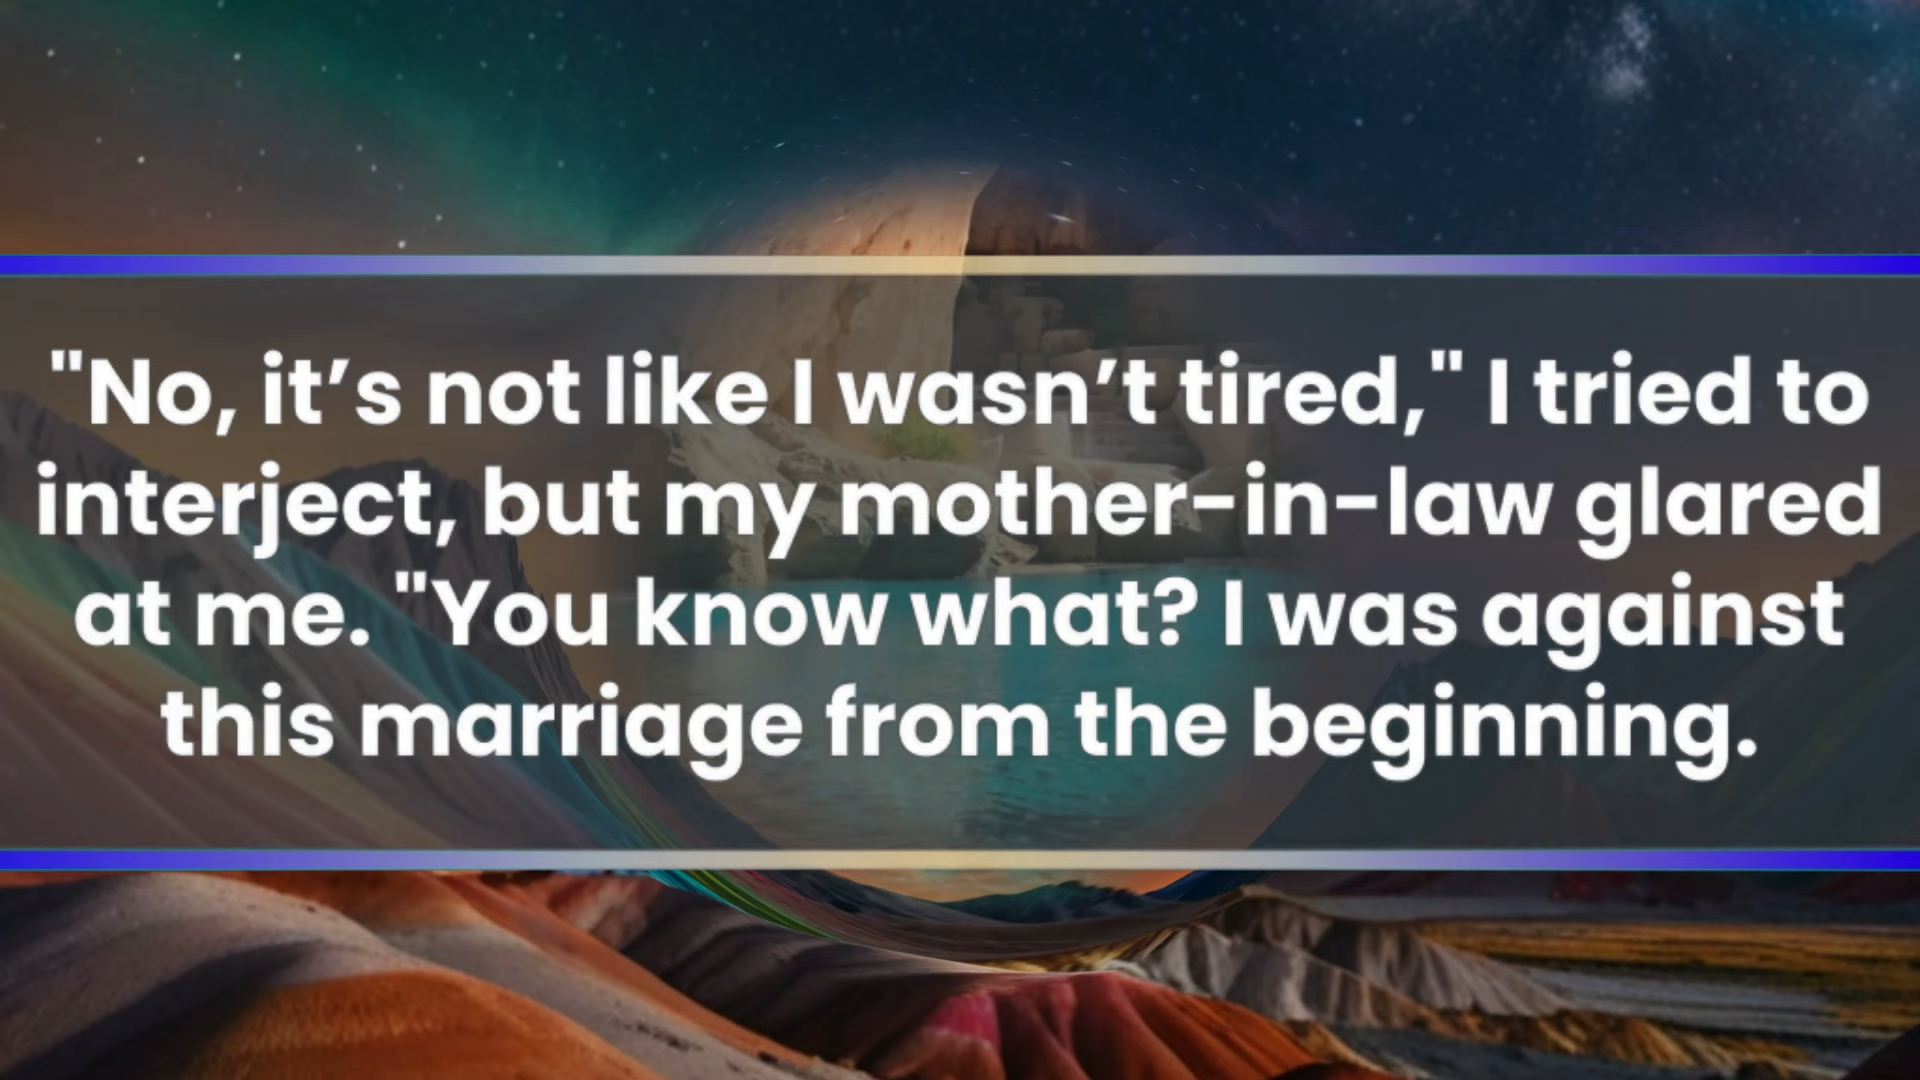 "No, it’s not like I wasn’t tired," I tried to
interject, but my mother-in-law glared
at me. "You know what? I was against
this marriage from the beginning.